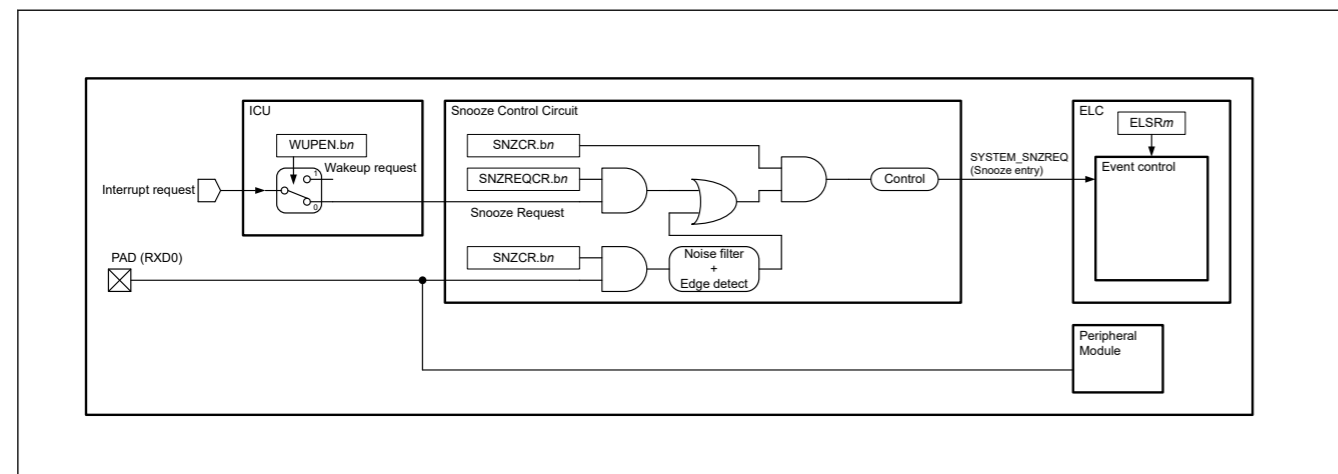 ICU
WUPEN.bn
1
Wakeup request
Interrupt request
0
Snooze Control Circuit
SNZCR.bn
SNZREQCR.bn
Snooze Request
SNZCR.bn
Noise filter
+
Edge detect
Control
SYSTEM_SNZREQ
(Snooze entry)
ELC
ELSRm
Event control
PAD (RXD0)
Peripheral
Module